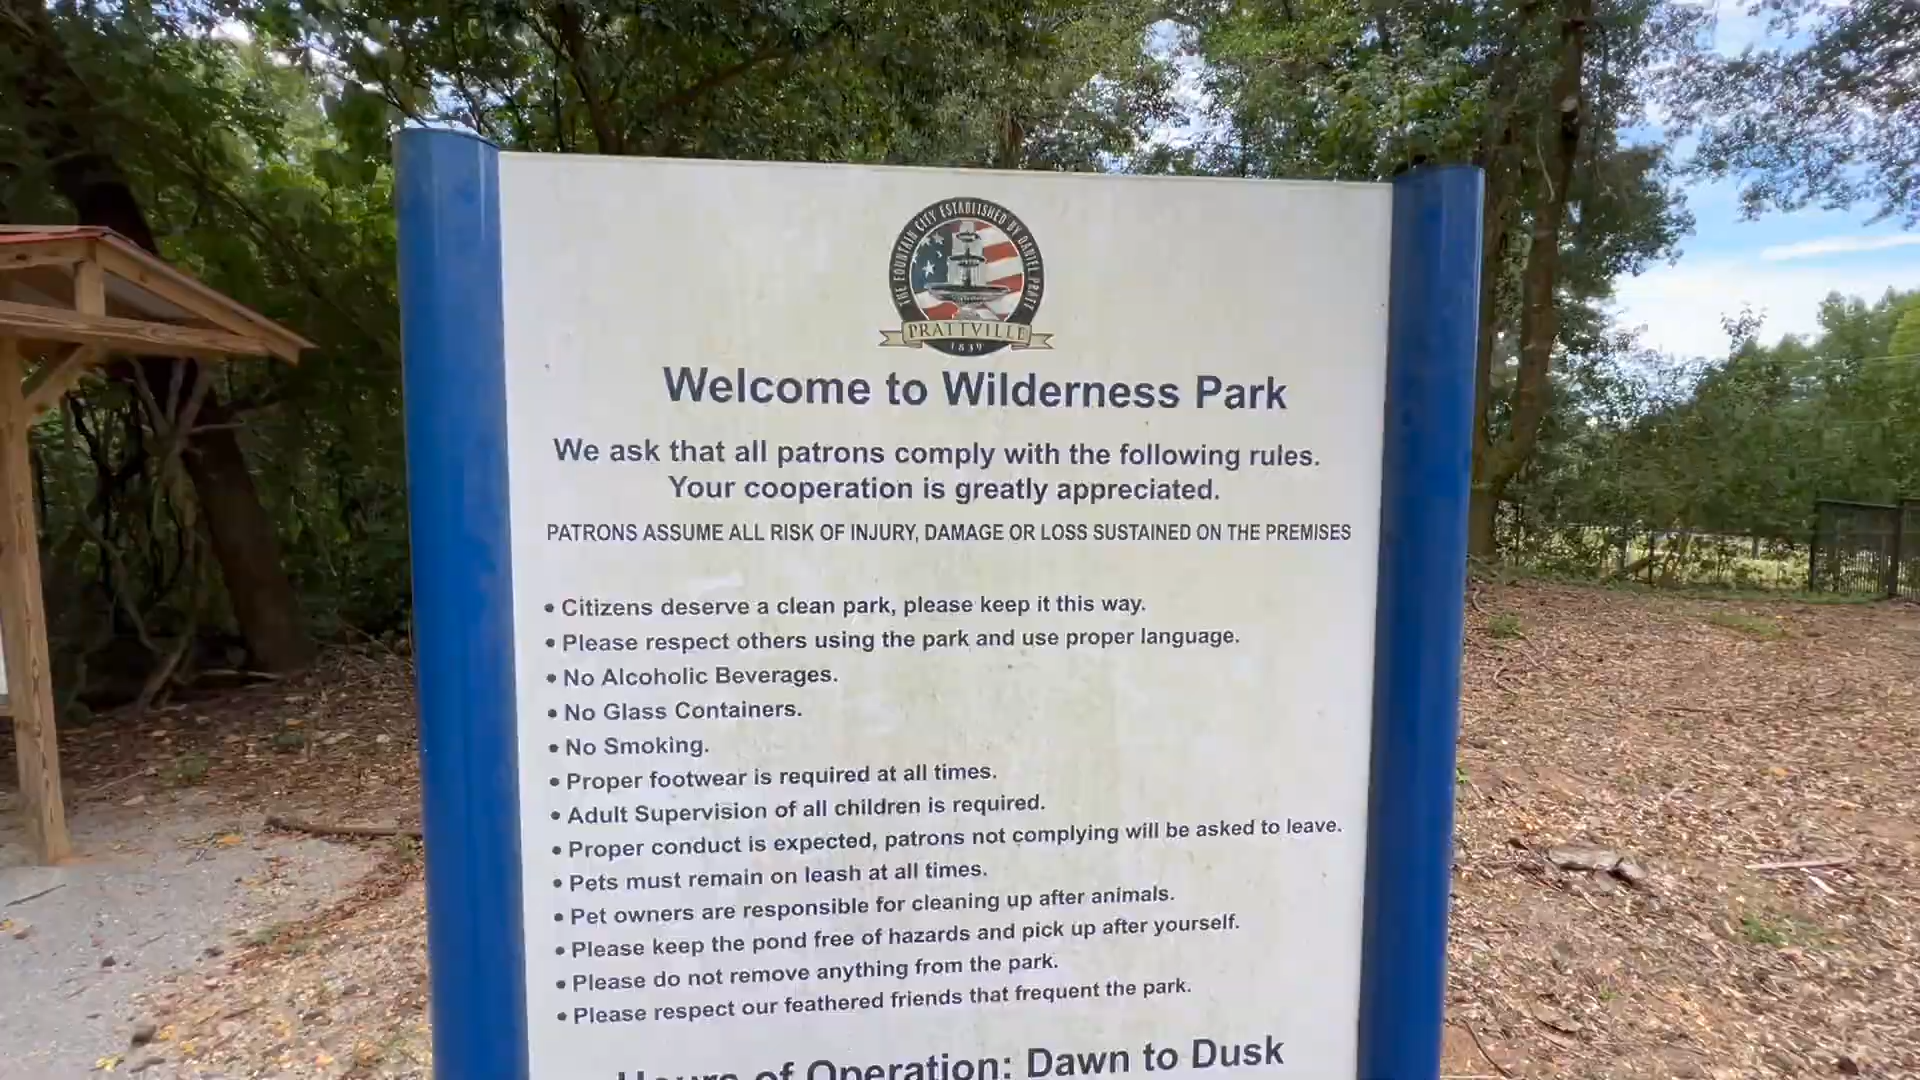 THE FOUNTAIN CITY ESTABLISHED BY DANIEL PRATT
PRATTVILLE
1839
Welcome to Wilderness Park
We ask that all patrons comply with the following rules.
Your cooperation is greatly appreciated.
PATRONS ASSUME ALL RISK OF INJURY, DAMAGE OR LOSS SUSTAINED ON THE PREMISES
• Citizens deserve a clean park, please keep it this way.
• Please respect others using the park and use proper language.
• No Alcoholic Beverages.
• No Glass Containers.
• No Smoking.
• Proper footwear is required at all times.
• Adult Supervision of all children is required.
• Proper conduct is expected, patrons not complying will be asked to leave.
• Pets must remain on leash at all times.
• Pet owners are responsible for cleaning up after animals.
• Please keep the pond free of hazards and pick up after yourself.
• Please do not remove anything from the park.
• Please respect our feathered friends that frequent the park.
Hours of Operation: Dawn to Dusk